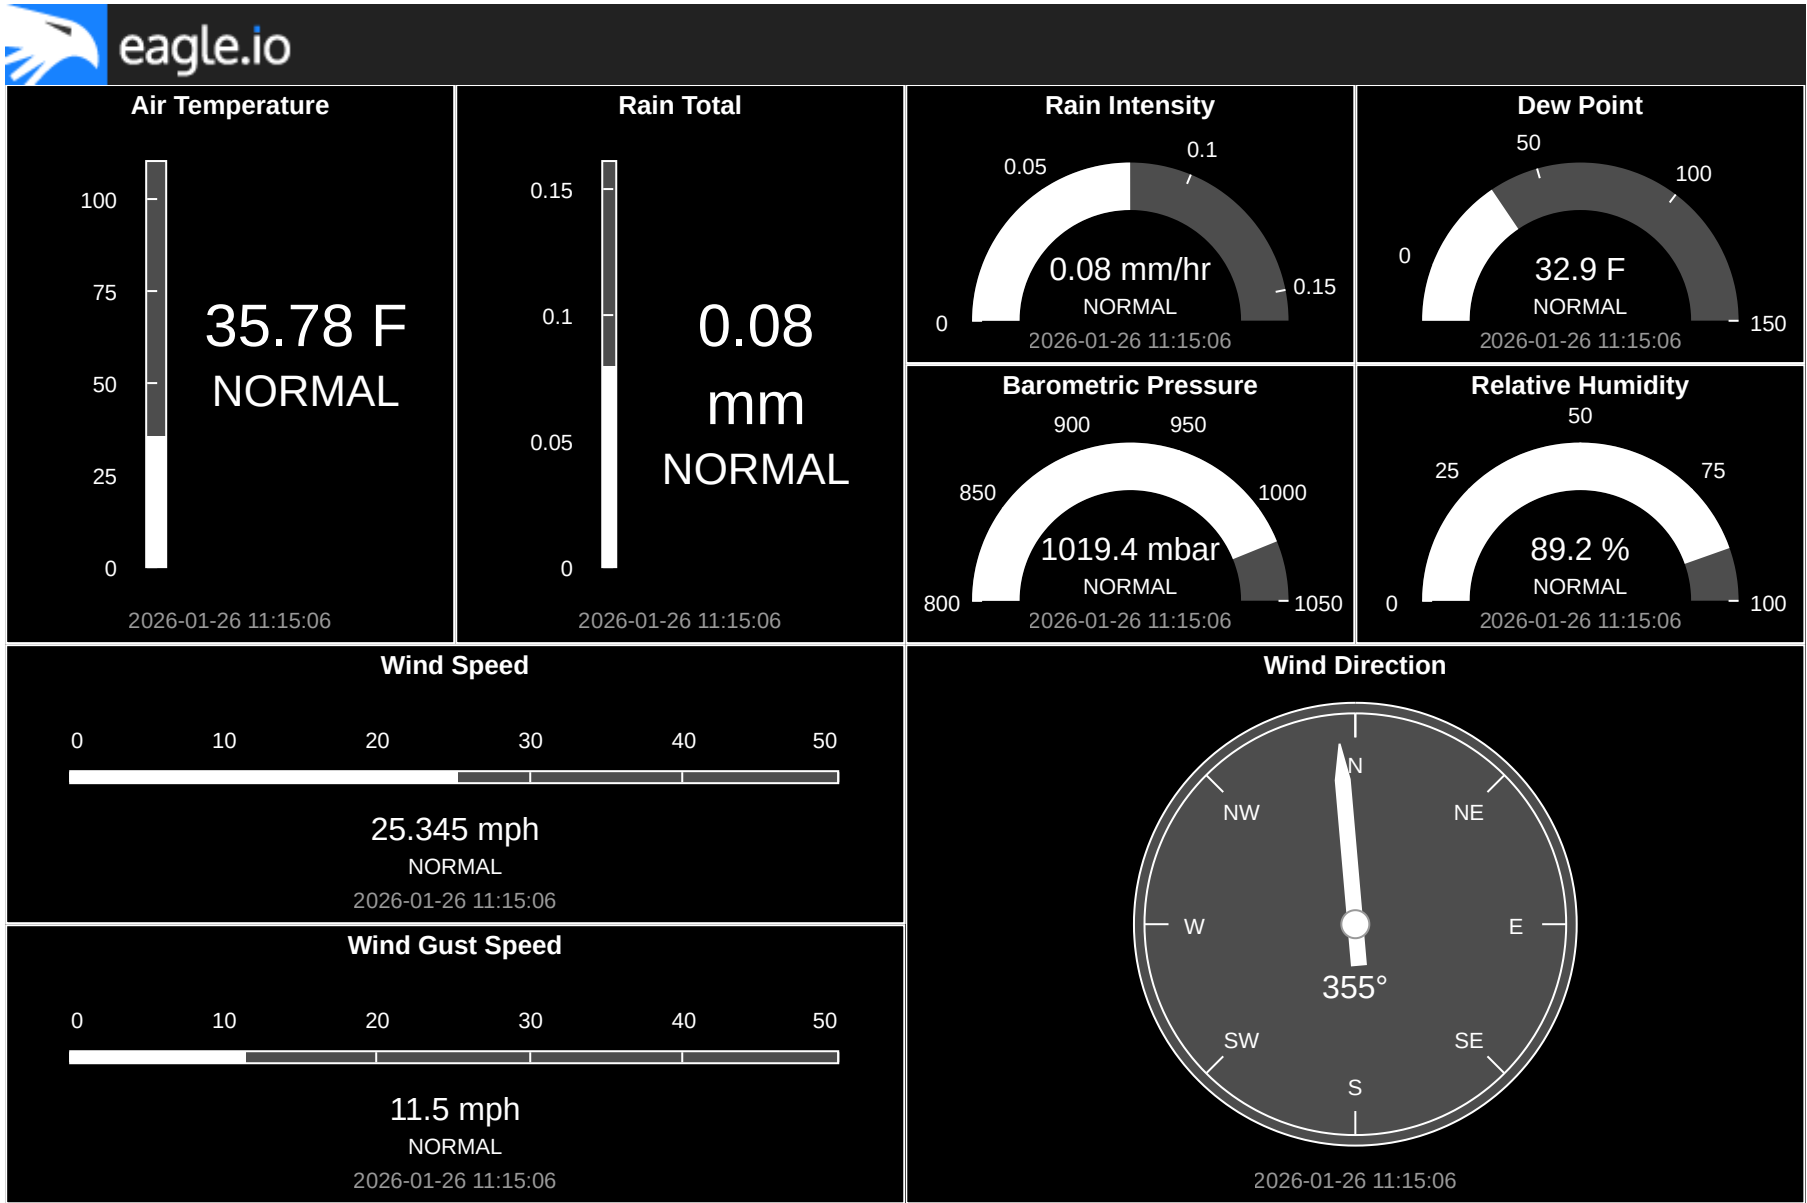 eagle.io
Air Temperature
100
75
50
25
0
35.78 F
NORMAL
2026-01-26 11:15:06
Rain Total
0.15
0.1
0.05
0
0.08
mm
NORMAL
2026-01-26 11:15:06
Rain Intensity
0
0.05
0.1
0.15
0.08 mm/hr
NORMAL
2026-01-26 11:15:06
Dew Point
0
50
100
150
32.9 F
NORMAL
2026-01-26 11:15:06
Barometric Pressure
800
850
900
950
1000
1050
1019.4 mbar
NORMAL
2026-01-26 11:15:06
Relative Humidity
0
25
50
75
100
89.2 %
NORMAL
2026-01-26 11:15:06
Wind Speed
0 10 20 30 40 50
25.345 mph
NORMAL
2026-01-26 11:15:06
Wind Direction
N
NW NE
W E
355°
SW SE
S
2026-01-26 11:15:06
Wind Gust Speed
0 10 20 30 40 50
11.5 mph
NORMAL
2026-01-26 11:15:06